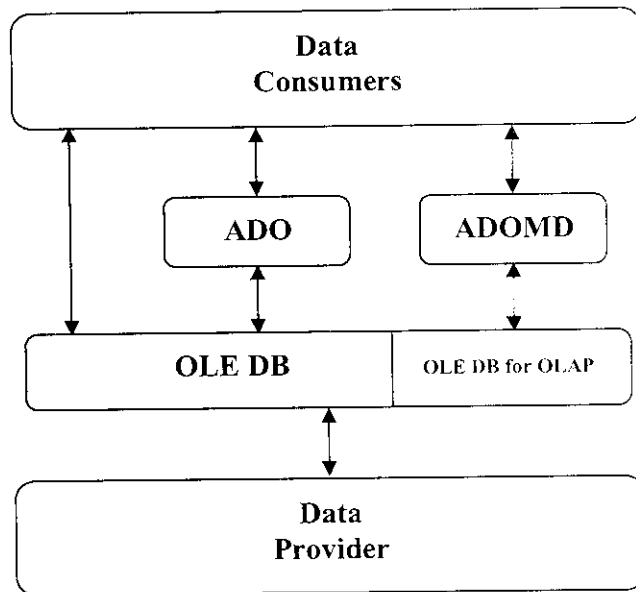 Data
Consumers
ADO
ADOMD
OLE DB
OLE DB for OLAP
Data
Provider